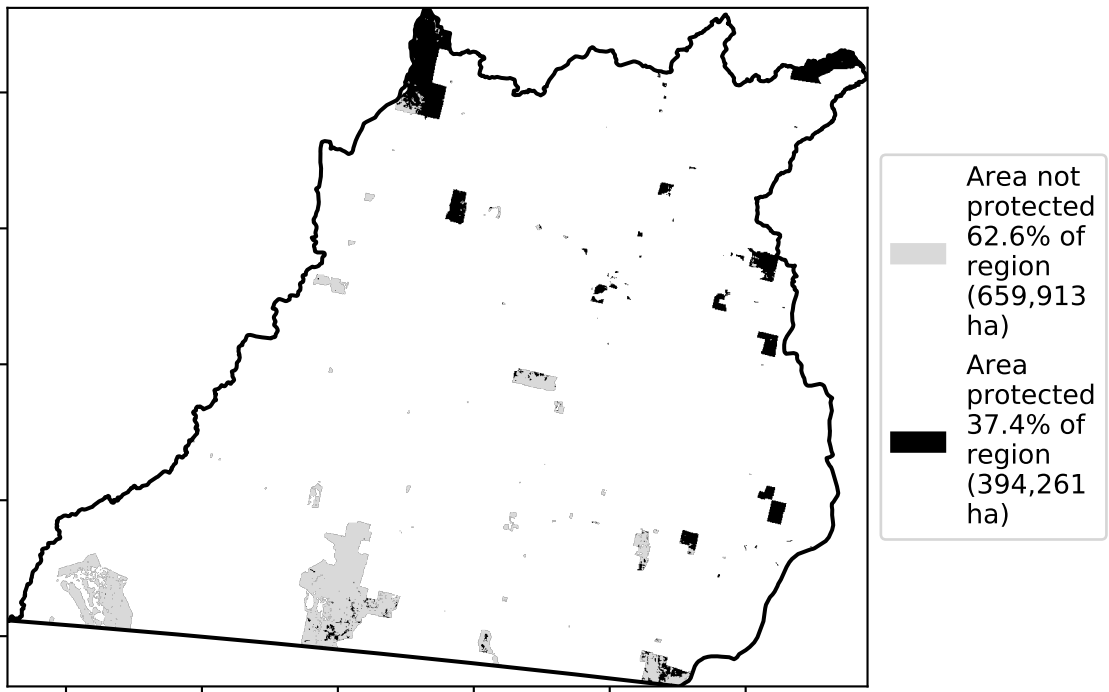 Area not
protected
62.6% of
region
(659,913
ha)
Area
protected
37.4% of
region
(394,261
ha)